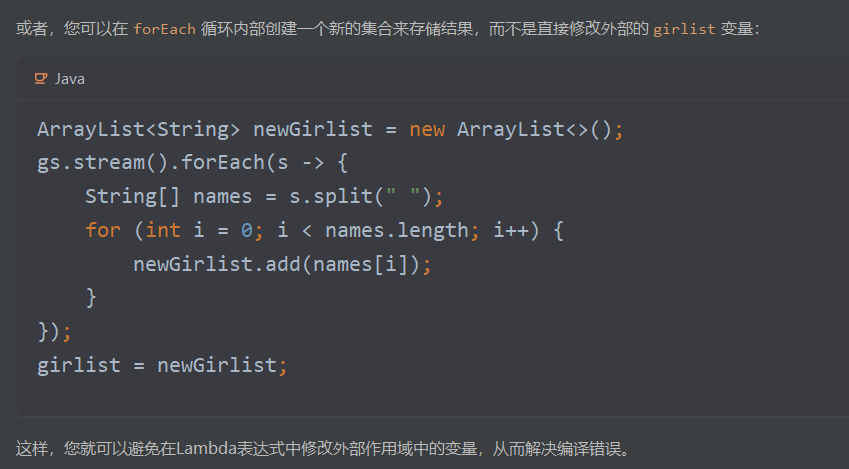 或者，您可以在 forEach 循环内部创建一个新的集合来存储结果，而不是直接修改外部的 girlist 变量：
Java
ArrayList<String> newGirlist = new ArrayList<>();
gs.stream().forEach(s -> {
    String[] names = s.split(" ");
    for (int i = 0; i < names.length; i++) {
        newGirlist.add(names[i]);
    }
});
girlist = newGirlist;
这样，您就可以避免在Lambda表达式中修改外部作用域中的变量，从而解决编译错误。